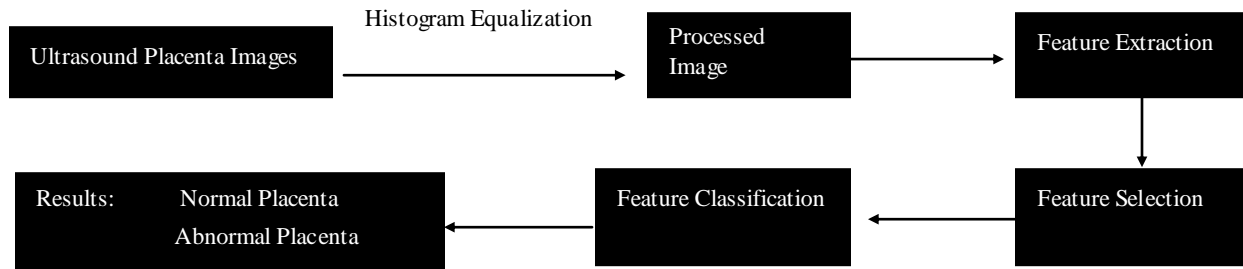 Histogram Equalization
Ultrasound Placenta Images
Processed
Image
Feature Extraction
Feature Selection
Feature Classification
Results: Normal Placenta
Abnormal Placenta